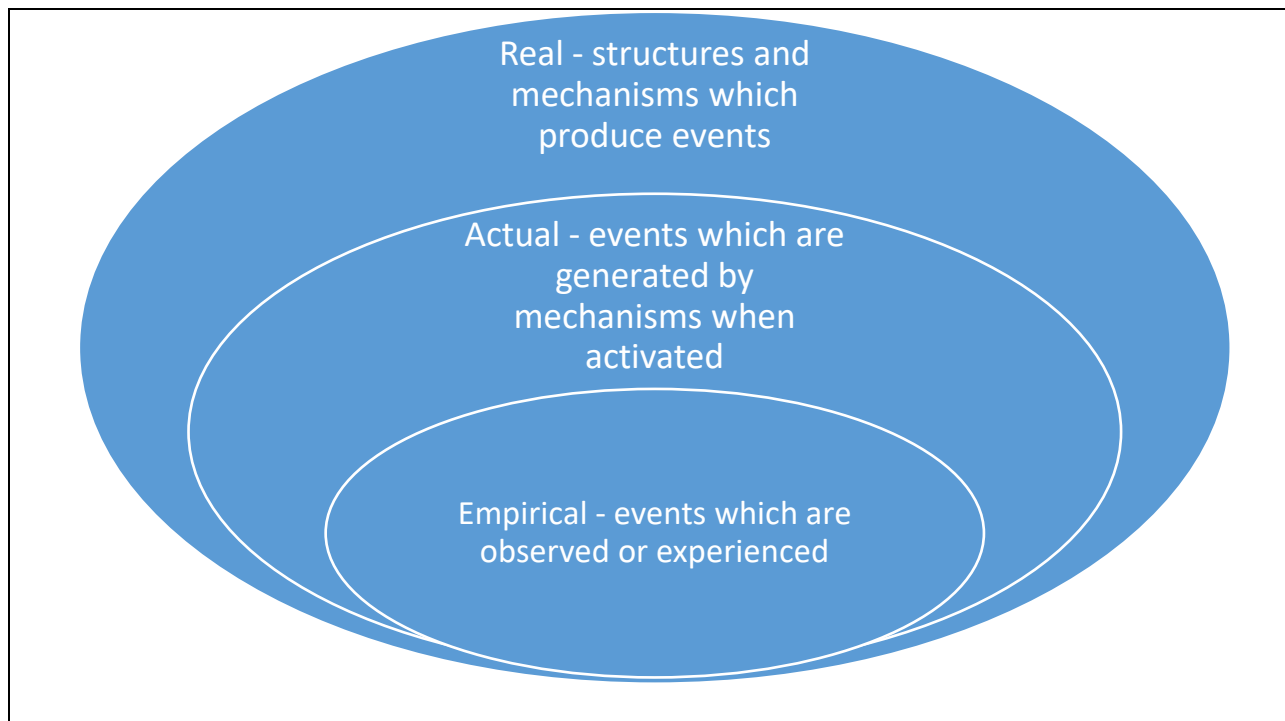 Real - structures and
mechanisms which
produce events
Actual - events which are
generated by
mechanisms when
activated
Empirical - events which are
observed or experienced